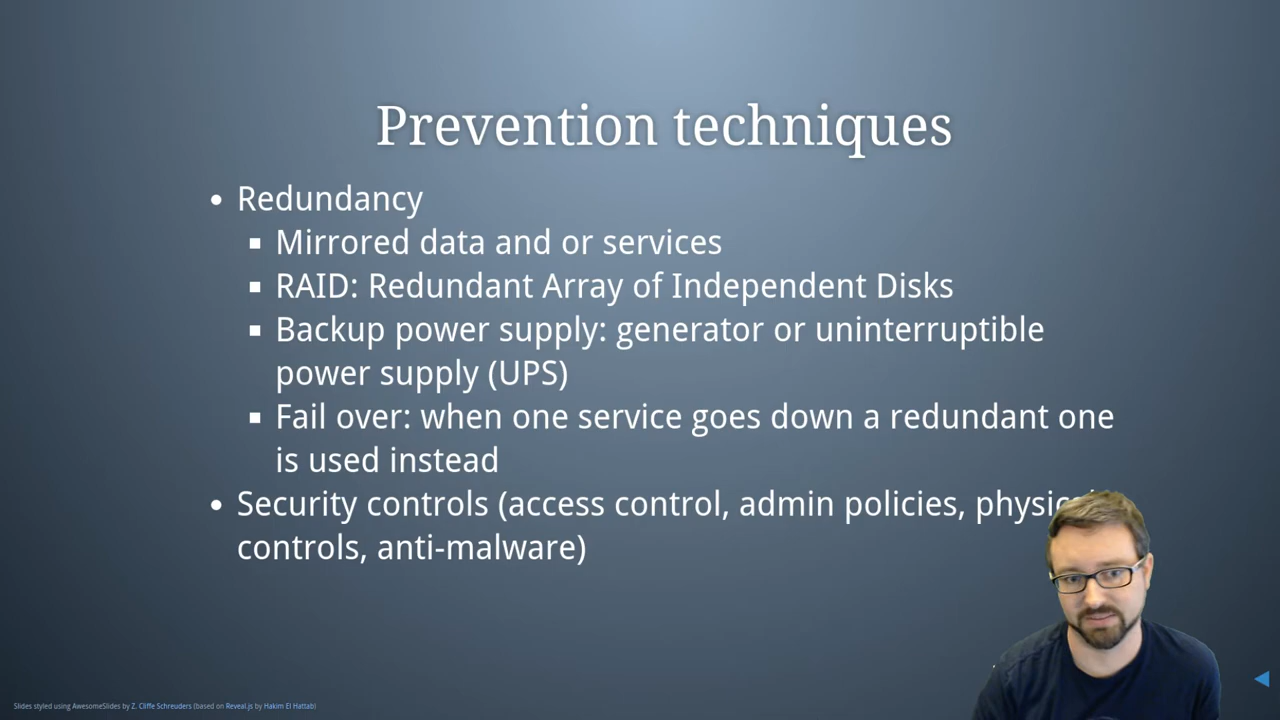 Prevention techniques
• Redundancy
▪ Mirrored data and or services
▪ RAID: Redundant Array of Independent Disks
▪ Backup power supply: generator or uninterruptible
power supply (UPS)
▪ Fail over: when one service goes down a redundant one
is used instead
• Security controls (access control, admin policies,
controls, anti-malware)
Slides styled using AwesomeSlides by Z. Cliffe Schreuders (based on Reveal.js by Hakim El Hattab)